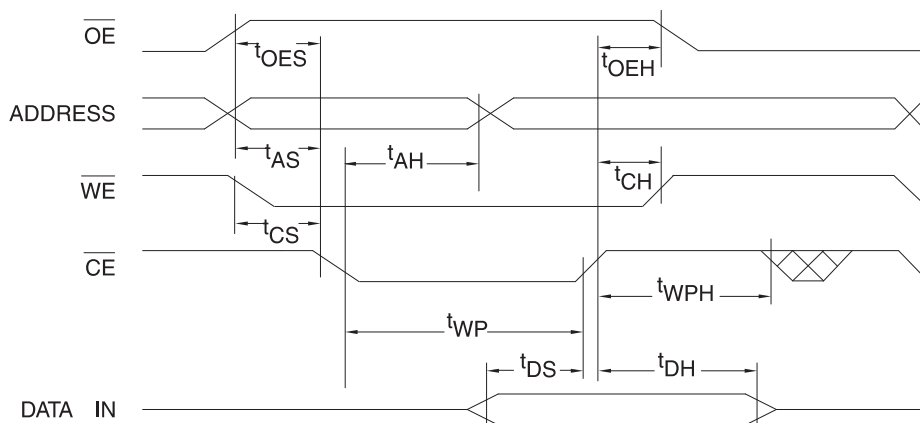 OE
tOES
tOEH
ADDRESS
tAS
tAH
WE
tCH
tCS
CE
tWPH
tWP
tDS
tDH
DATA IN